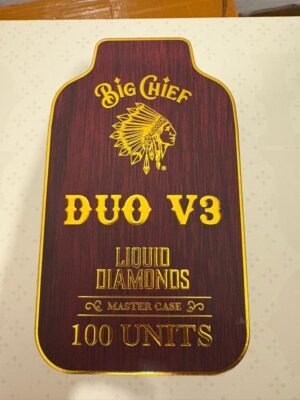 BIG CHIEF
®
DUO V3
LIQUID
DIAMONDS
MASTER CASE
100 UNITS